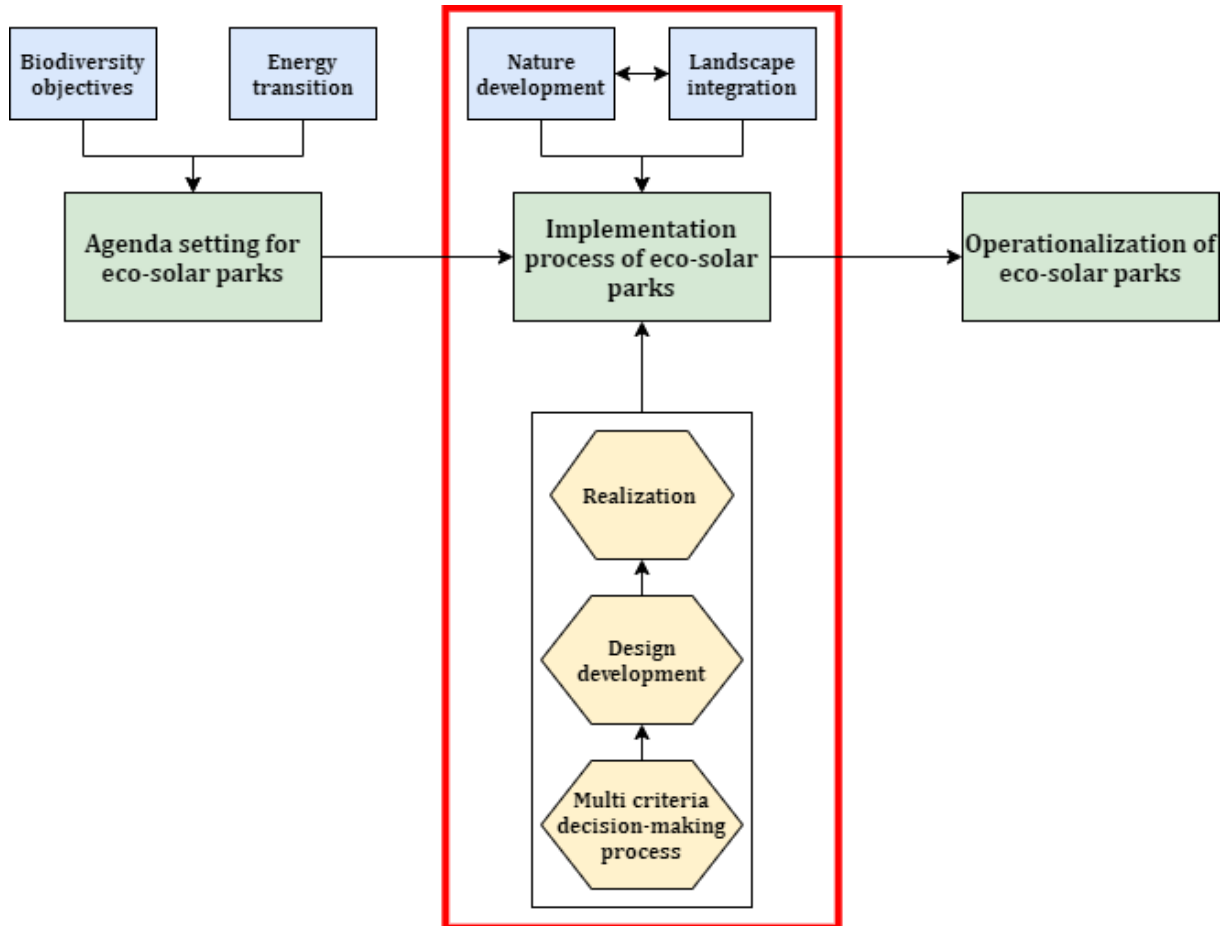 Biodiversity
objectives
Energy
transition
Nature
development
Landscape
integration
Agenda setting for
eco-solar parks
Implementation
process of eco-solar
parks
Operationalization of
eco-solar parks
Realization
Design
development
Multi criteria
decision-making
process